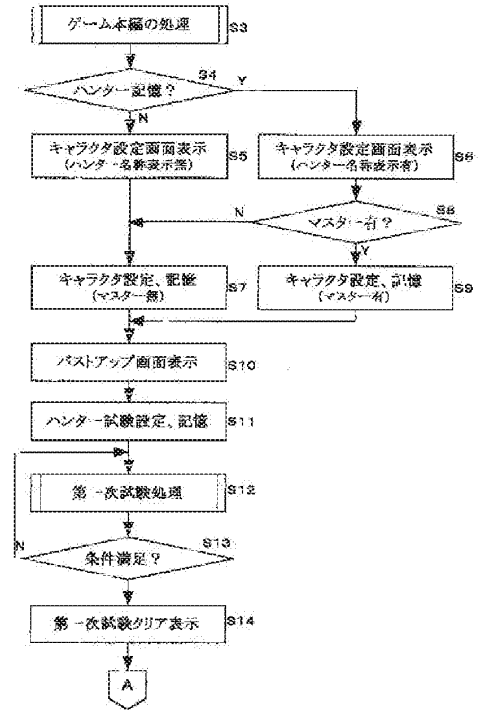 ゲーム本編の処理
S3
S4
ハンター記憶?
Y
N
キャラクタ設定画面表示
(ハンター名称表示無)
S5
キャラクタ設定画面表示
(ハンター名称表示有)
S6
N
マスター有?
S8
Y
キャラクタ設定、記憶
(マスター無)
S7
キャラクタ設定、記憶
(マスター有)
S9
バストアップ画面表示
S10
ハンター試験設定、記憶
S11
第一次試験処理
S12
N
条件満足?
S13
第一次試験クリア表示
S14
A